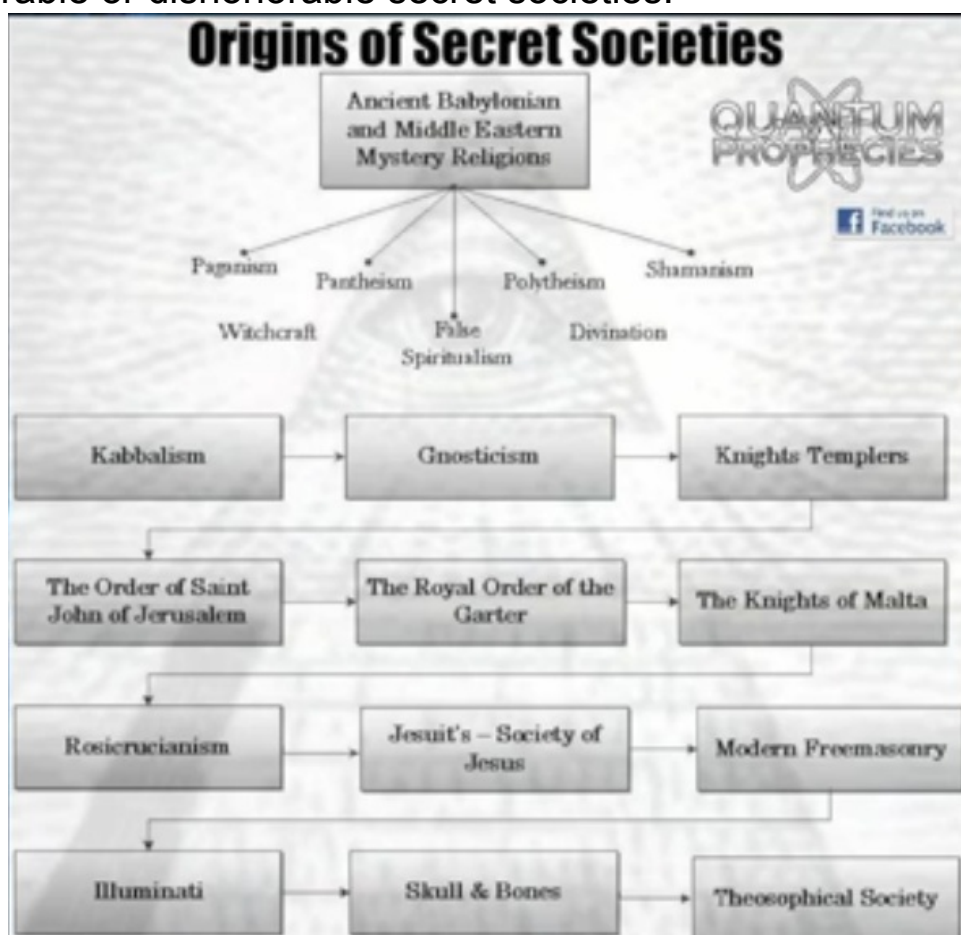 orable or dishonorable secret societies.
Origins of Secret Societies
Ancient Babylonian
and Middle Eastern
Mystery Religions
QUANTUM
PROPHECIES
Find us on
Facebook
Paganism
Pantheism
Polytheism
Shamanism
Witchcraft
False
Spiritualism
Divination
Kabbalism
Gnosticism
Knights Templers
The Order of Saint
John of Jerusalem
The Royal Order of the
Garter
The Knights of Malta
Rosicrucianism
Jesuit's – Society of
Jesus
Modern Freemasonry
Illuminati
Skull & Bones
Theosophical Society